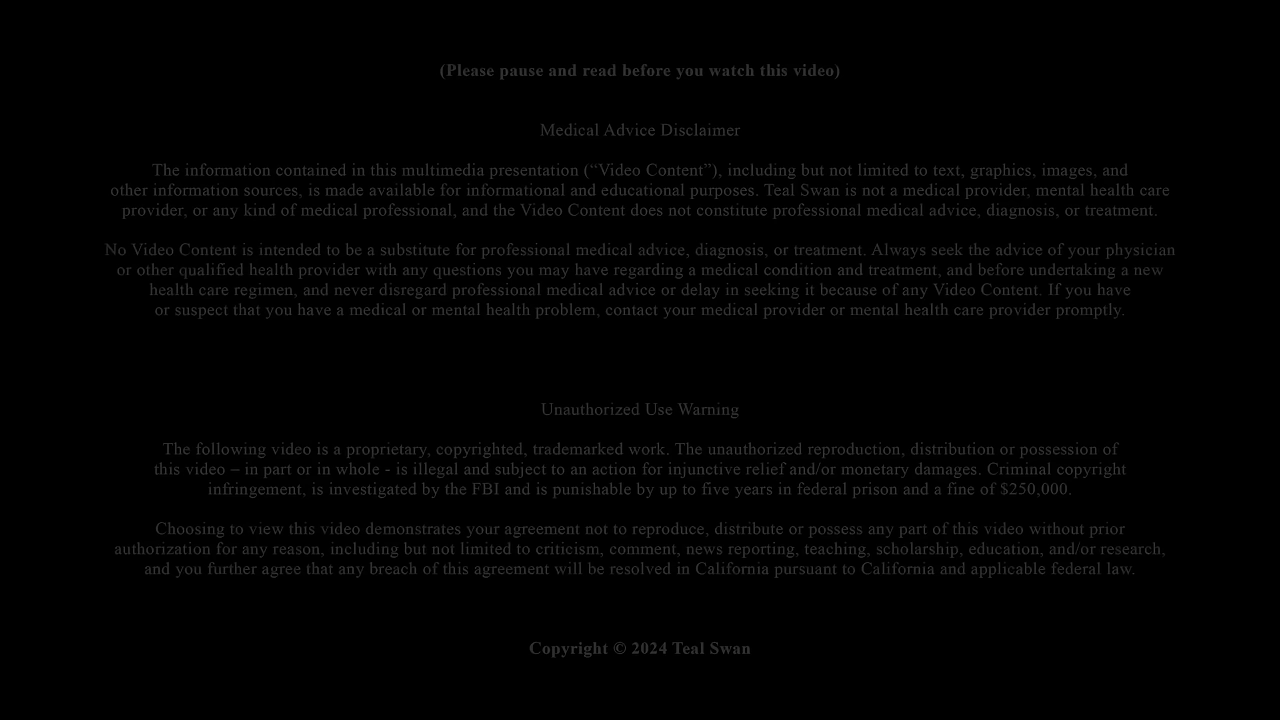 (Please pause and read before you watch this video)
Medical Advice Disclaimer
The information contained in this multimedia presentation (“Video Content”), including but not limited to text, graphics, images, and
other information sources, is made available for informational and educational purposes. Teal Swan is not a medical provider, mental health care
provider, or any kind of medical professional, and the Video Content does not constitute professional medical advice, diagnosis, or treatment.
No Video Content is intended to be a substitute for professional medical advice, diagnosis, or treatment. Always seek the advice of your physician
or other qualified health provider with any questions you may have regarding a medical condition and treatment, and before undertaking a new
health care regimen, and never disregard professional medical advice or delay in seeking it because of any Video Content. If you have
or suspect that you have a medical or mental health problem, contact your medical provider or mental health care provider promptly.
Unauthorized Use Warning
The following video is a proprietary, copyrighted, trademarked work. The unauthorized reproduction, distribution or possession of
this video – in part or in whole - is illegal and subject to an action for injunctive relief and/or monetary damages. Criminal copyright
infringement, is investigated by the FBI and is punishable by up to five years in federal prison and a fine of $250,000.
Choosing to view this video demonstrates your agreement not to reproduce, distribute or possess any part of this video without prior
authorization for any reason, including but not limited to criticism, comment, news reporting, teaching, scholarship, education, and/or research,
and you further agree that any breach of this agreement will be resolved in California pursuant to California and applicable federal law.
Copyright © 2024 Teal Swan